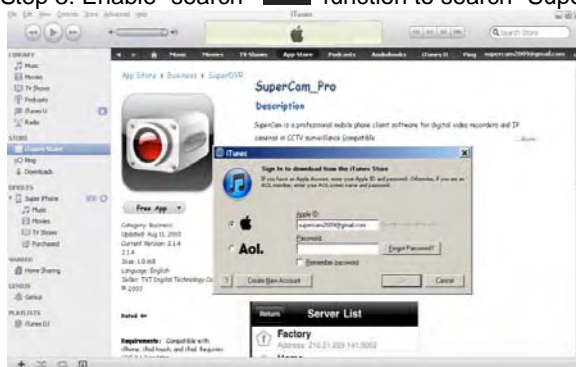 Step 3: Enable "search" function to search "Supe
iTunes
Search Store
Music Movies TV Shows App Store Podcasts Audiobooks iTunes U Ping supercam2009@gmail.com
LIBRARY
Music
Movies
TV Shows
Podcasts
iTunes U
Radio
STORE
iTunes Store
Ping
Downloads
DEVICES
Super iPhone
Music
Movies
TV Shows
Purchased
SHARED
Home Sharing
GENIUS
Genius
PLAYLISTS
iTunes DJ
App Store Business SuperDVR
Free App
Category: Business
Updated Aug 11, 2010
Current Version: 2.1.4
2.1.4
Size: 1.0 MB
Language: English
Seller: TVT Digital Technology Co
Rated 4+
Requirements: Compatible with
iPhone, iPod touch, and iPad. Requires
SuperCam_Pro
Description
SuperCam is a professional mobile phone client software for digital video recorders and IP
cameras in CCTV surveillance (compatible
...More
iTunes
Sign In to download from the iTunes Store
If you have an Apple Account, enter your Apple ID and password. Otherwise, if you are an
AOL member, enter your AOL screen name and password.
Apple ID:
supercam2009@gmail.com
Aol.
Password:
Forgot Password?
Remember password
? Create New Account Cancel
Return Server List
Factory
Address: 210.21.229.141:5002
Home